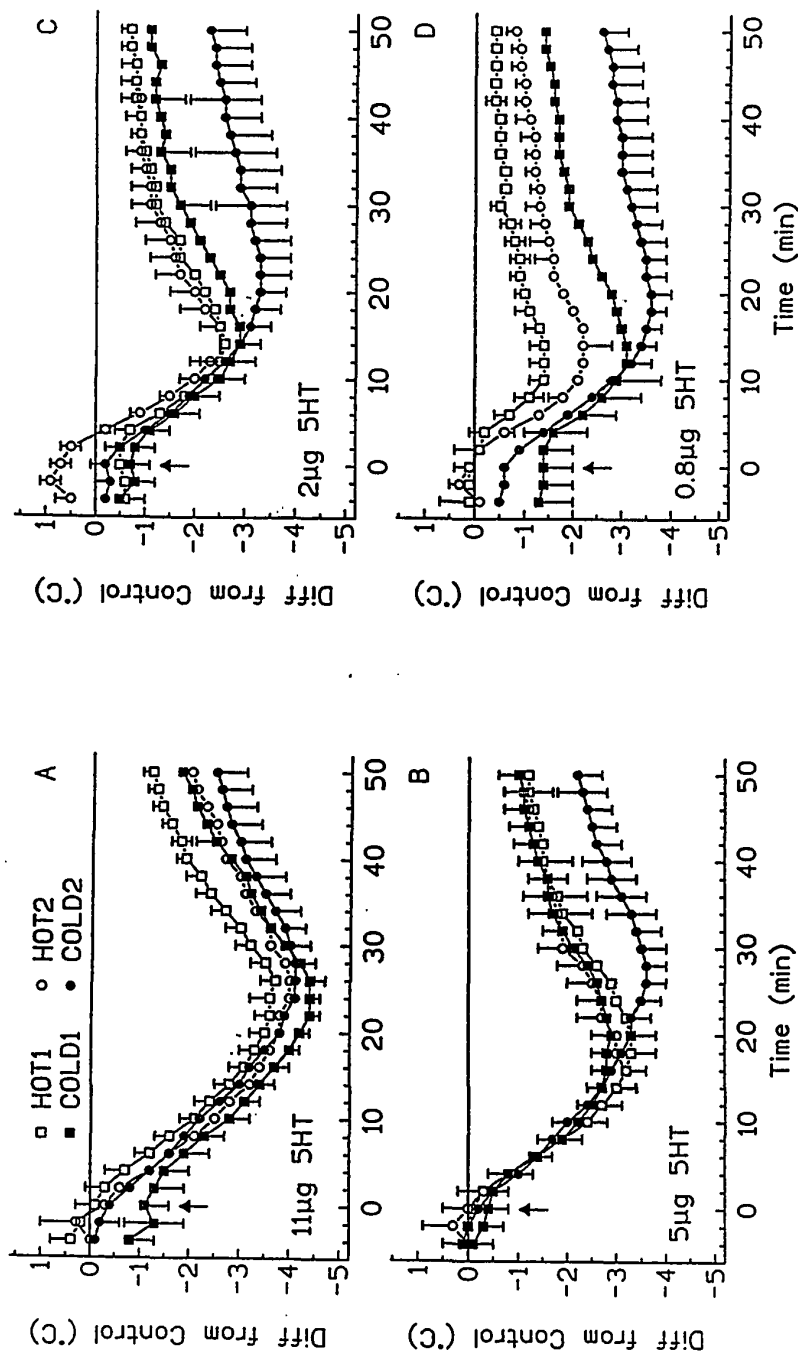 A
□ HOT1 ○ HOT2
■ COLD1 ● COLD2
11µg 5HT
Diff from Control (°C)
1
0
-1
-2
-3
-4
-5
0 10 20 30 40 50
B
5µg 5HT
Diff from Control (°C)
1
0
-1
-2
-3
-4
-5
0 10 20 30 40 50
Time (min)
C
2µg 5HT
Diff from Control (°C)
1
0
-1
-2
-3
-4
-5
0 10 20 30 40 50
D
0.8µg 5HT
Diff from Control (°C)
1
0
-1
-2
-3
-4
-5
0 10 20 30 40 50
Time (min)